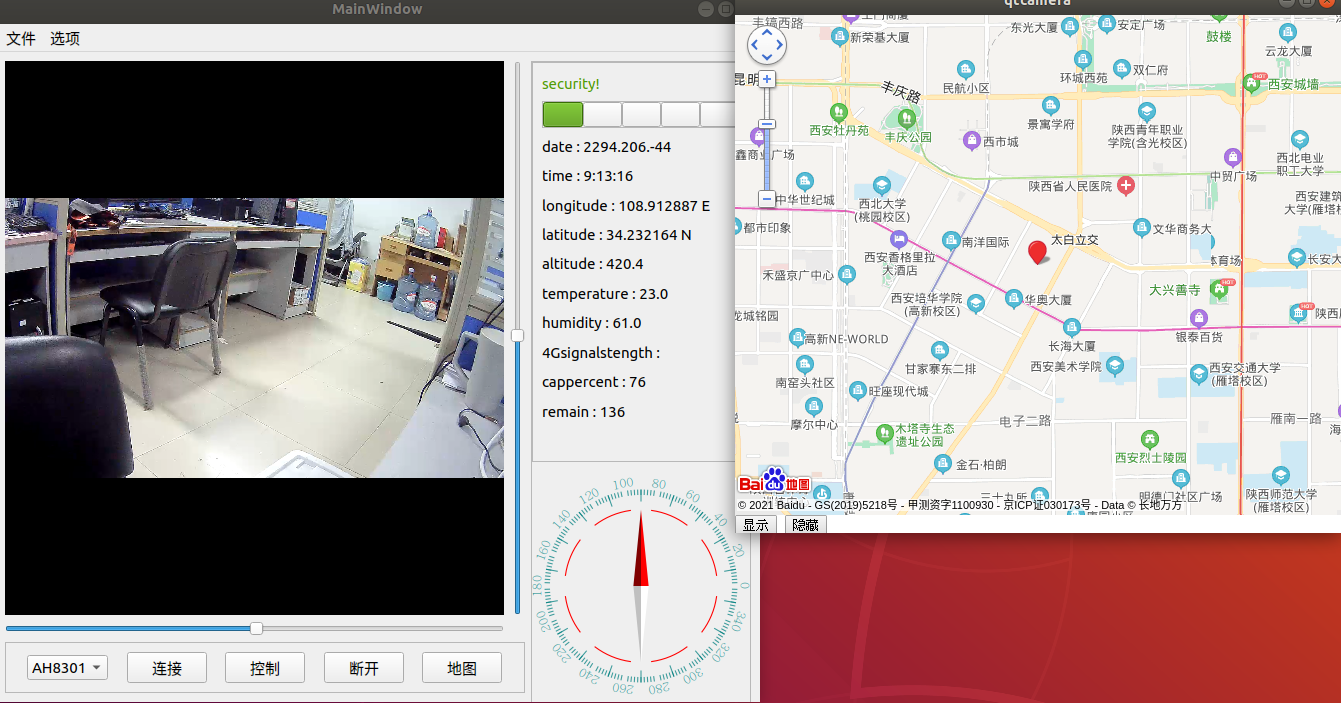 MainWindow
文件 选项
security!
date : 2294.206.-44
time : 9:13:16
longitude : 108.912887 E
latitude : 34.232164 N
altitude : 420.4
temperature : 23.0
humidity : 61.0
4Gsignalstength :
cappercent : 76
remain : 136
0
20
40
60
80
100
120
140
160
180
200
220
240
260
280
300
320
340
AH8301
连接
控制
断开
地图
qtcamera
丰镐西路
新荣基大厦
东光大厦
安定广场
鼓楼
云龙大厦
昆明
丰庆路
民航小区
环城西苑
双仁府
HOT
西安城墙
西安牡丹苑
丰庆公园
景寓学府
陕西青年职业
学院(含光校区)
鑫商业广场
西市城
西北电业
职工大学
中贸广场
陕西省人民医院
中华世纪城
西北大学
(桃园校区)
西安建筑
大学(雁塔校
都市印象
南洋国际
太白立交
文华商务大
西安香格里拉
大酒店
体育场
长安大
禾盛京广中心
西安培华学院
(高新校区)
华奥大厦
大兴善寺
HOT
龙城铭园
HOT
陕西历
高新NE-WORLD
长海大厦
银泰百货
甘家寨东二排
西安美术学院
西安交通大学
(雁塔校区)
南窑头社区
旺座现代城
摩尔中心
电子二路
雁南一路
木塔寺生态
遗址公园
西安烈士陵园
金石·柏朗
Bai du 地图
三十九所
明德门社区广场
陕西师范大学
(雁塔校区)
© 2021 Baidu - GS(2019)5218号 - 甲测资字1100930 - 京ICP证030173号 - Data © 长地万方
显示 隐藏